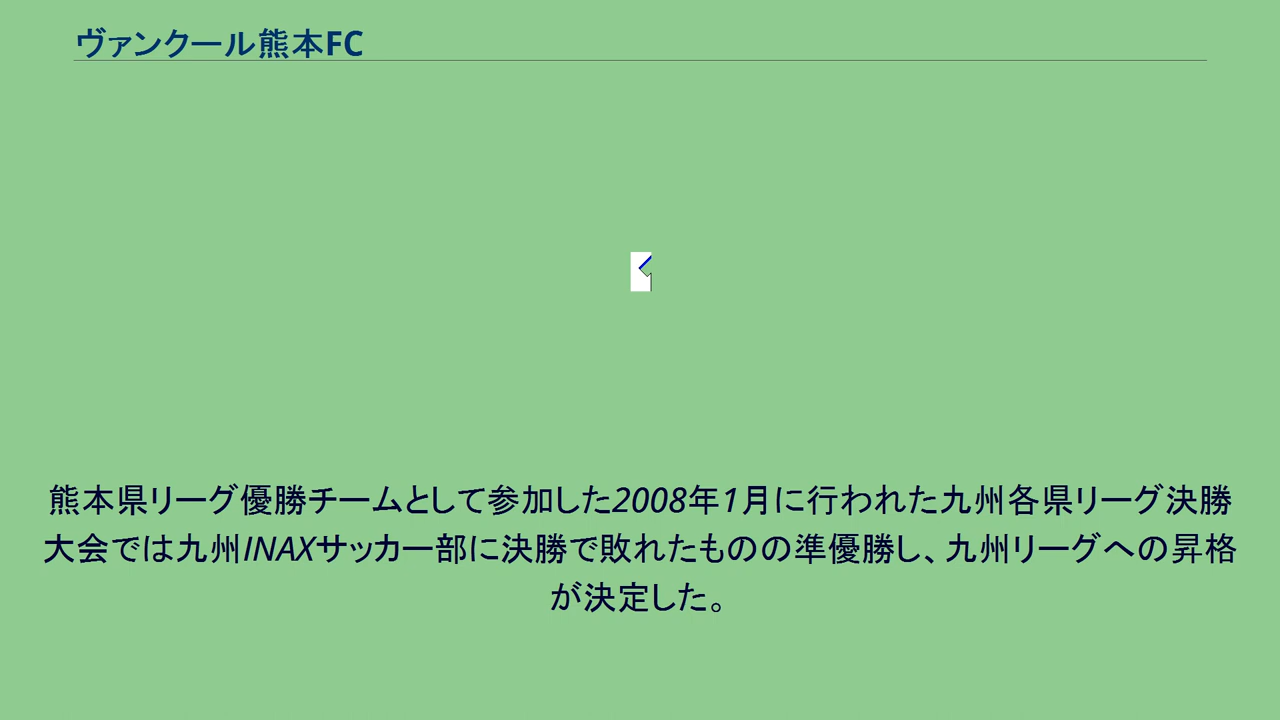 ヴァンクール熊本FC
熊本県リーグ優勝チームとして参加した2008年1月に行われた九州各県リーグ決勝
大会では九州INAXサッカー部に決勝で敗れたものの準優勝し、九州リーグへの昇格
が決定した。